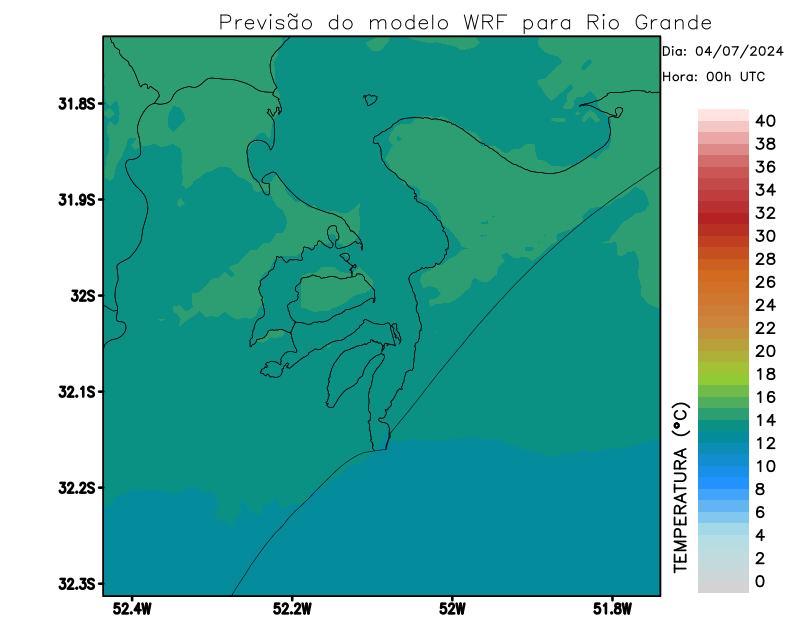 Previsão do modelo WRF para Rio Grande
Dia: 04/07/2024
Hora: 00h UTC
31.8S
31.9S
32S
32.1S
32.2S
32.3S
52.4W
52.2W
52W
51.8W
TEMPERATURA (°C)
40
38
36
34
32
30
28
26
24
22
20
18
16
14
12
10
8
6
4
2
0